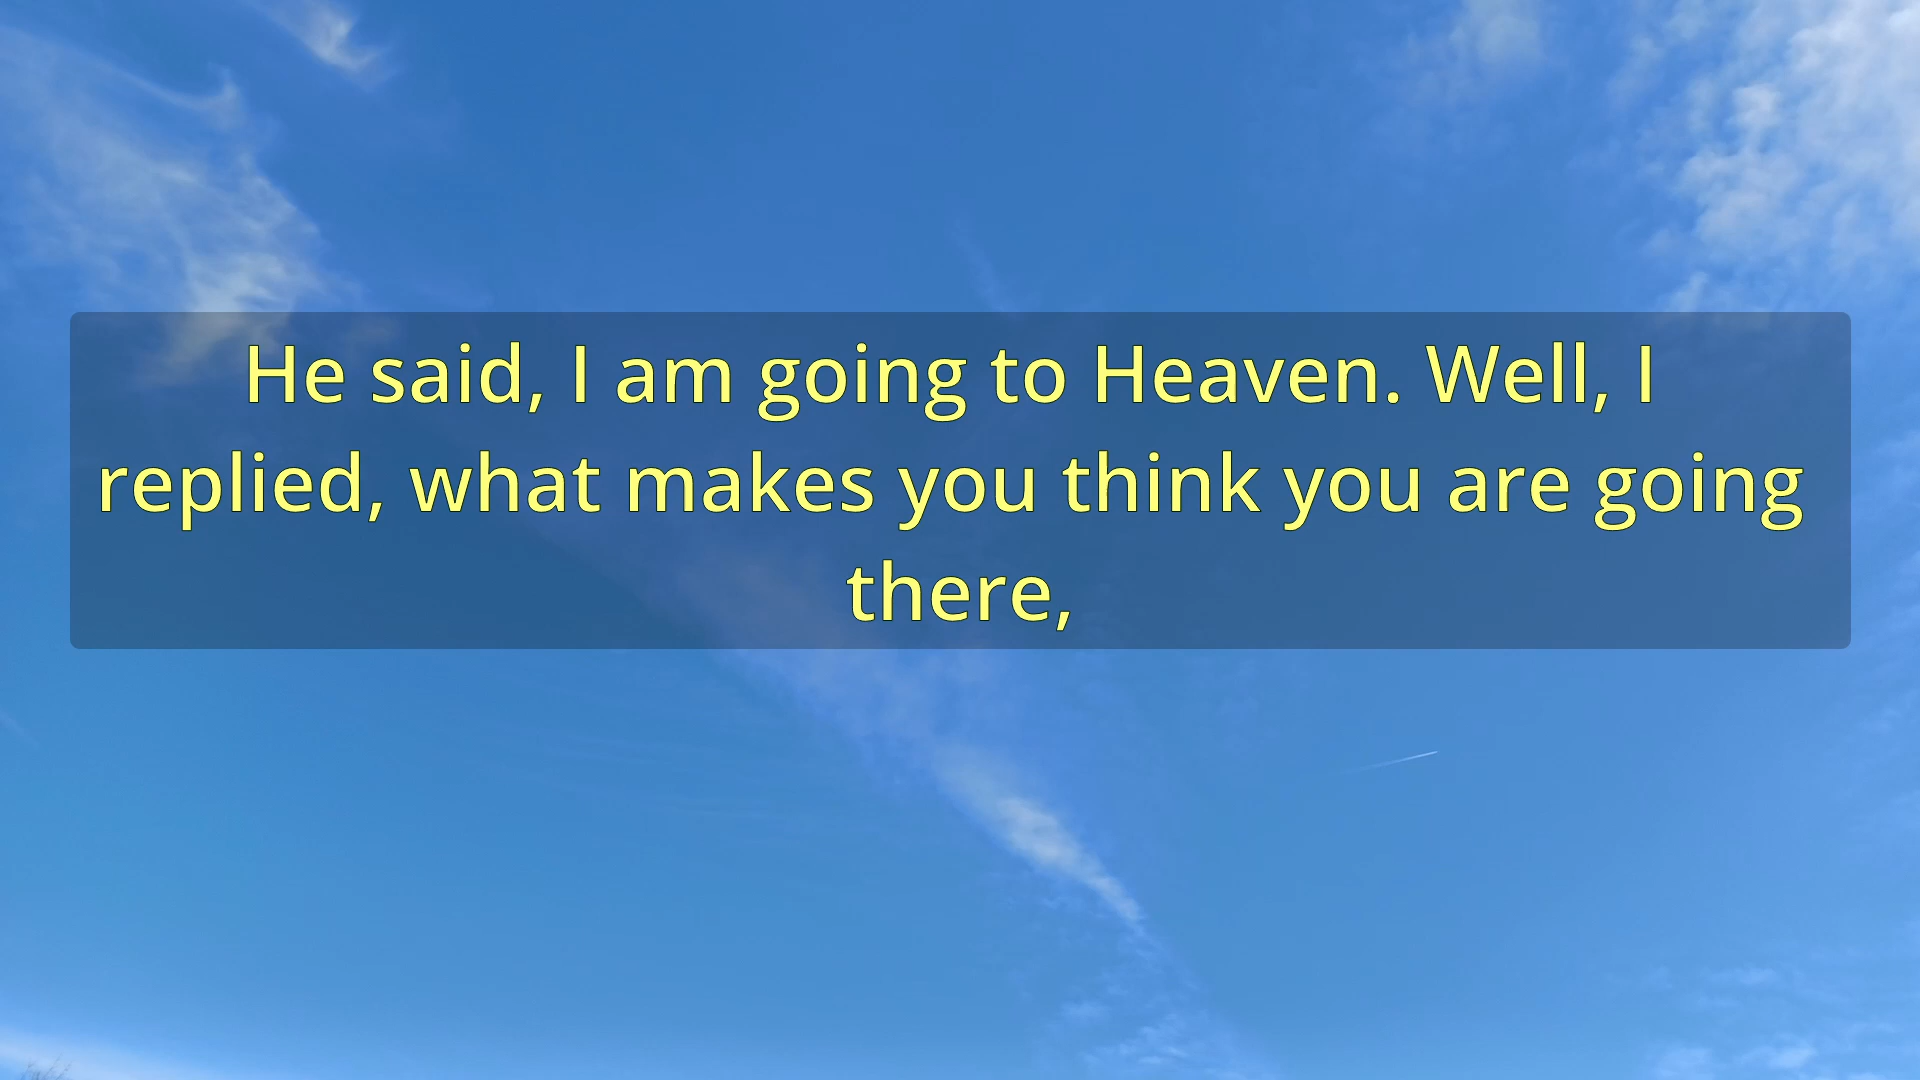 He said, I am going to Heaven. Well, I
replied, what makes you think you are going
there,